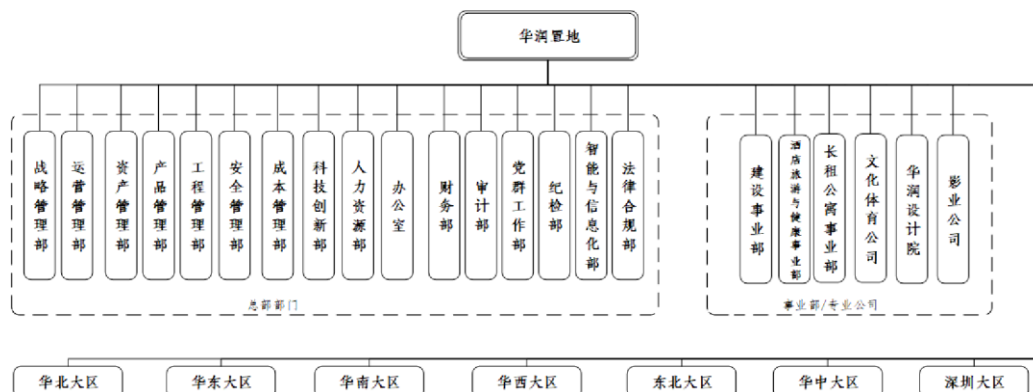 华润置地
战略管理部
运营管理部
资产管理部
产品管理部
工程管理部
安全管理部
成本管理部
科技创新部
人力资源部
办公室
财务部
审计部
党群工作部
纪检部
智能与信息化部
法律合规部
总部部门
建设事业部
酒店旅游与健康事业部
长租公寓事业部
文化体育公司
华润设计院
影业公司
事业部/专业公司
华北大区
华东大区
华南大区
华西大区
东北大区
华中大区
深圳大区